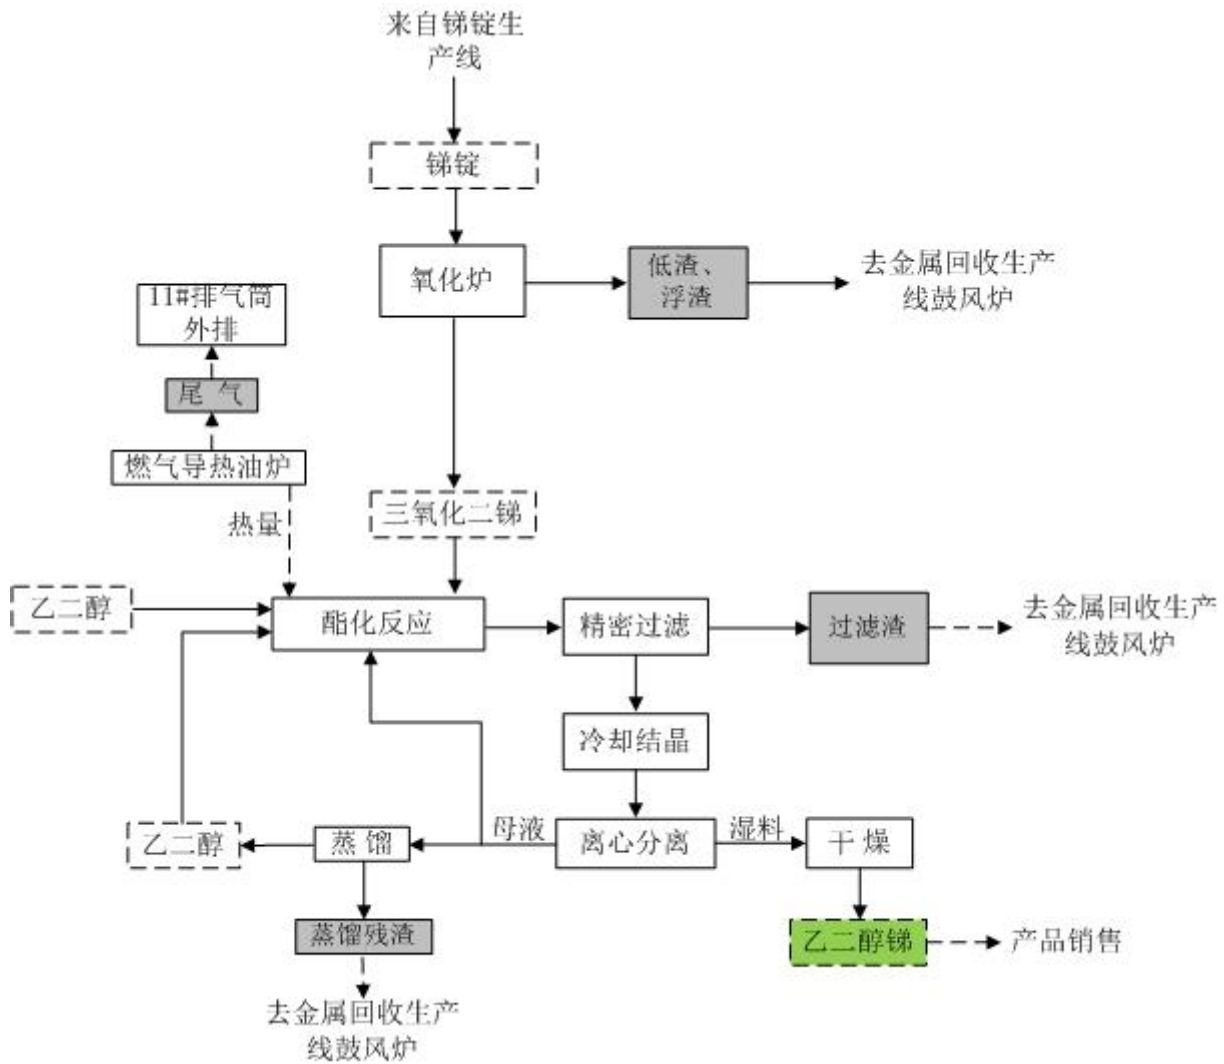 来自锑锭生
产线
锑锭
氧化炉
低渣、
浮渣
去金属回收生产
线鼓风炉
11#排气筒
外排
尾 气
燃气导热油炉
热量
三氧化二锑
乙二醇
酯化反应
精密过滤
过滤渣
去金属回收生产
线鼓风炉
冷却结晶
乙二醇
蒸 馏
母液
离心分离
湿料
干 燥
蒸馏残渣
乙二醇锑
产品销售
去金属回收生产
线鼓风炉